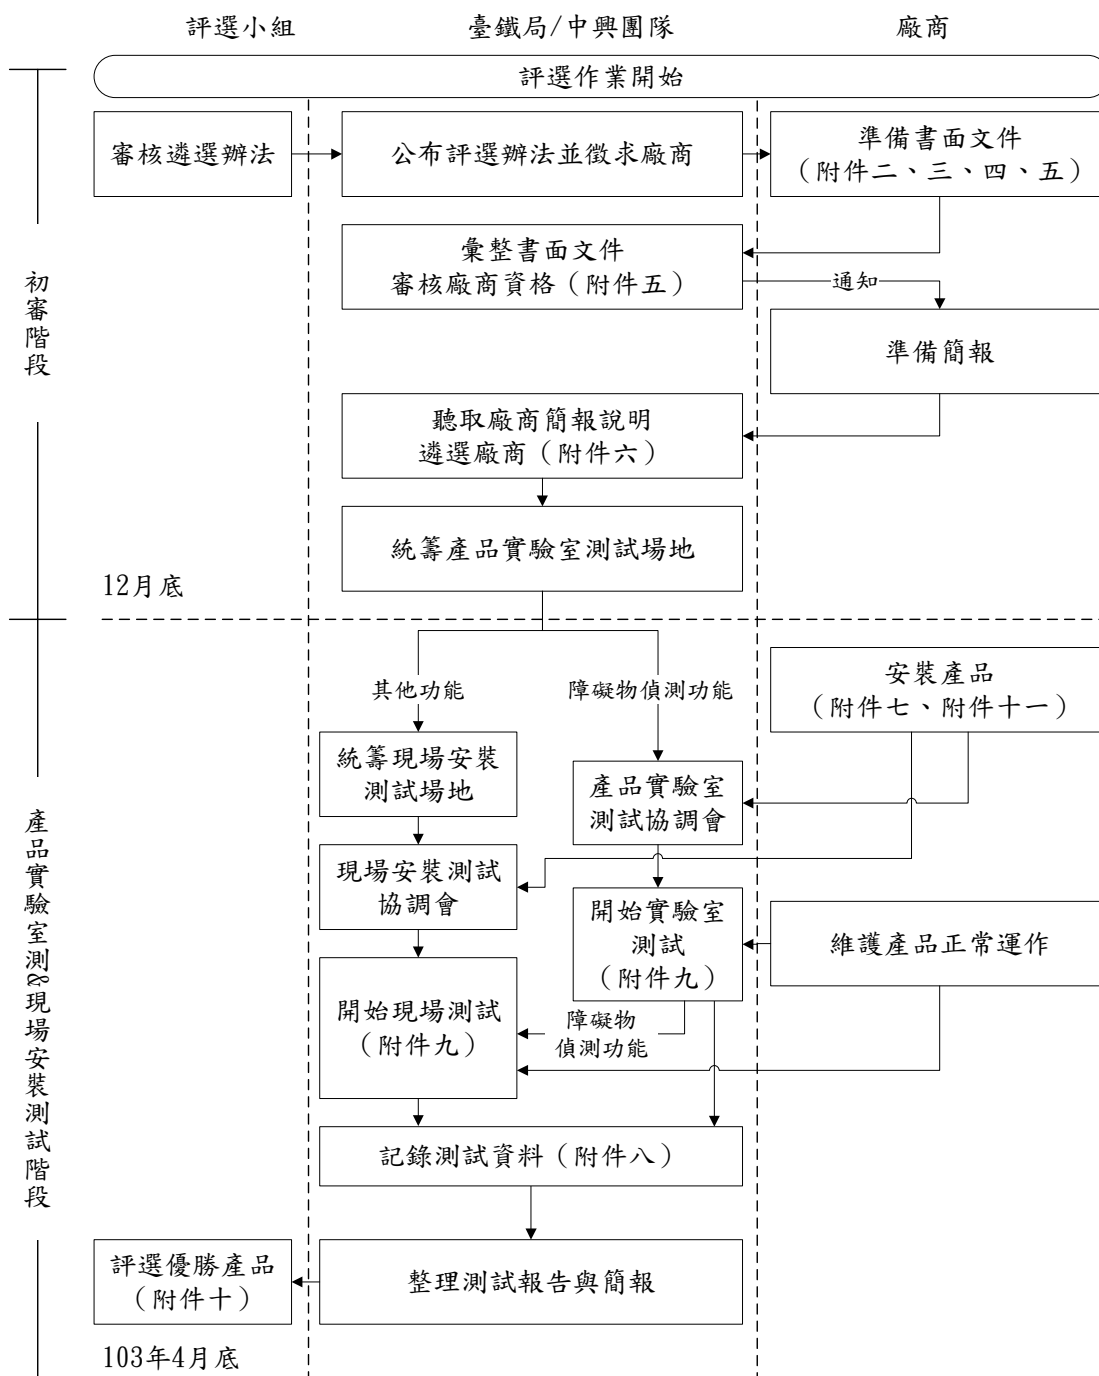 評選小組
臺鐵局/中興團隊
廠商
評選作業開始
審核遴選辦法
公布評選辦法並徵求廠商
準備書面文件
（附件二、三、四、五）
彙整書面文件
審核廠商資格（附件五）
通知
準備簡報
初審階段
聽取廠商簡報說明
遴選廠商（附件六）
統籌產品實驗室測試場地
12月底
其他功能
障礙物偵測功能
安裝產品
（附件七、附件十一）
統籌現場安裝
測試場地
產品實驗室
測試協調會
現場安裝測試
協調會
開始實驗室
測試
（附件九）
維護產品正常運作
開始現場測試
（附件九）
障礙物
偵測功能
產品實驗室測&現場安裝測試階段
記錄測試資料（附件八）
評選優勝產品
（附件十）
整理測試報告與簡報
103年4月底